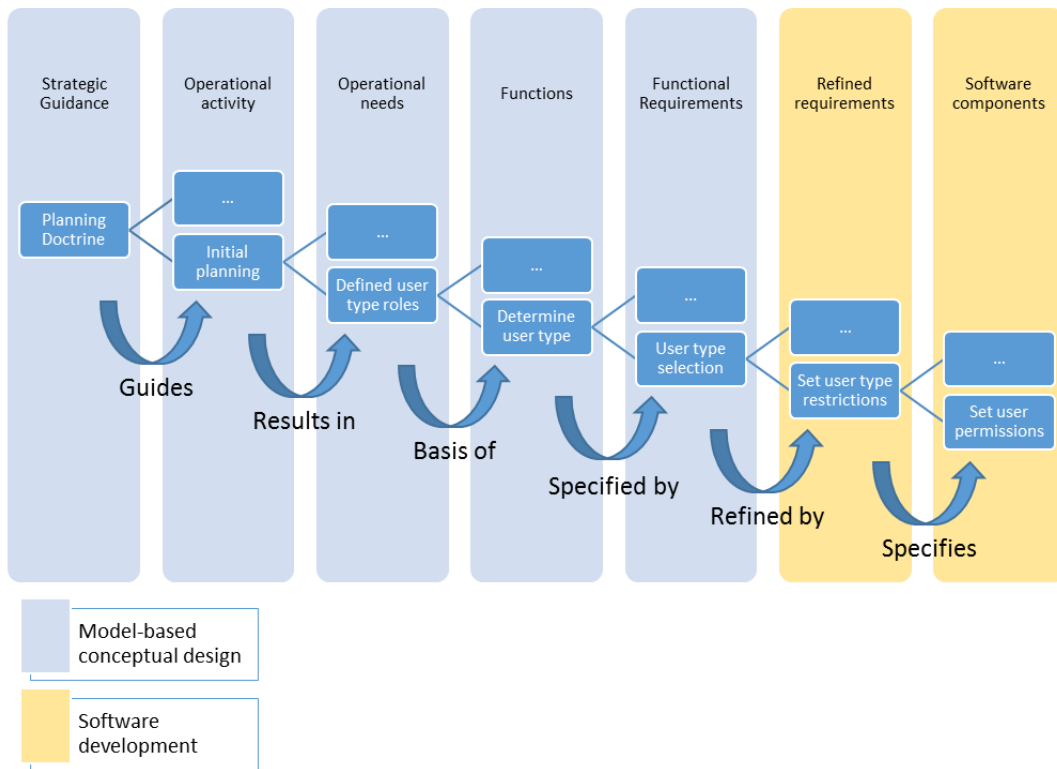 Strategic
Guidance
Operational
activity
Operational
needs
Functions
Functional
Requirements
Refined
requirements
Software
components
...
Planning
Doctrine
Initial
planning
...
Defined user
type roles
...
Determine
user type
...
User type
selection
...
Set user type
restrictions
...
Set user
permissions
Guides
Results in
Basis of
Specified by
Refined by
Specifies
Model-based
conceptual design
Software
development